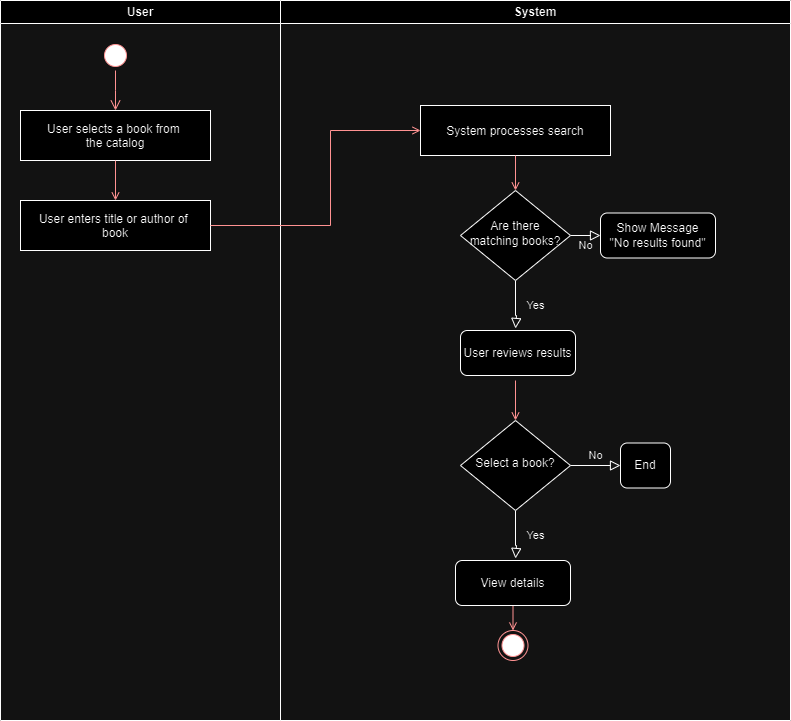 User
System
User selects a book from
the catalog
System processes search
User enters title or author of
book
Are there
matching books?
No
Show Message
"No results found"
Yes
User reviews results
Select a book?
No
End
Yes
View details